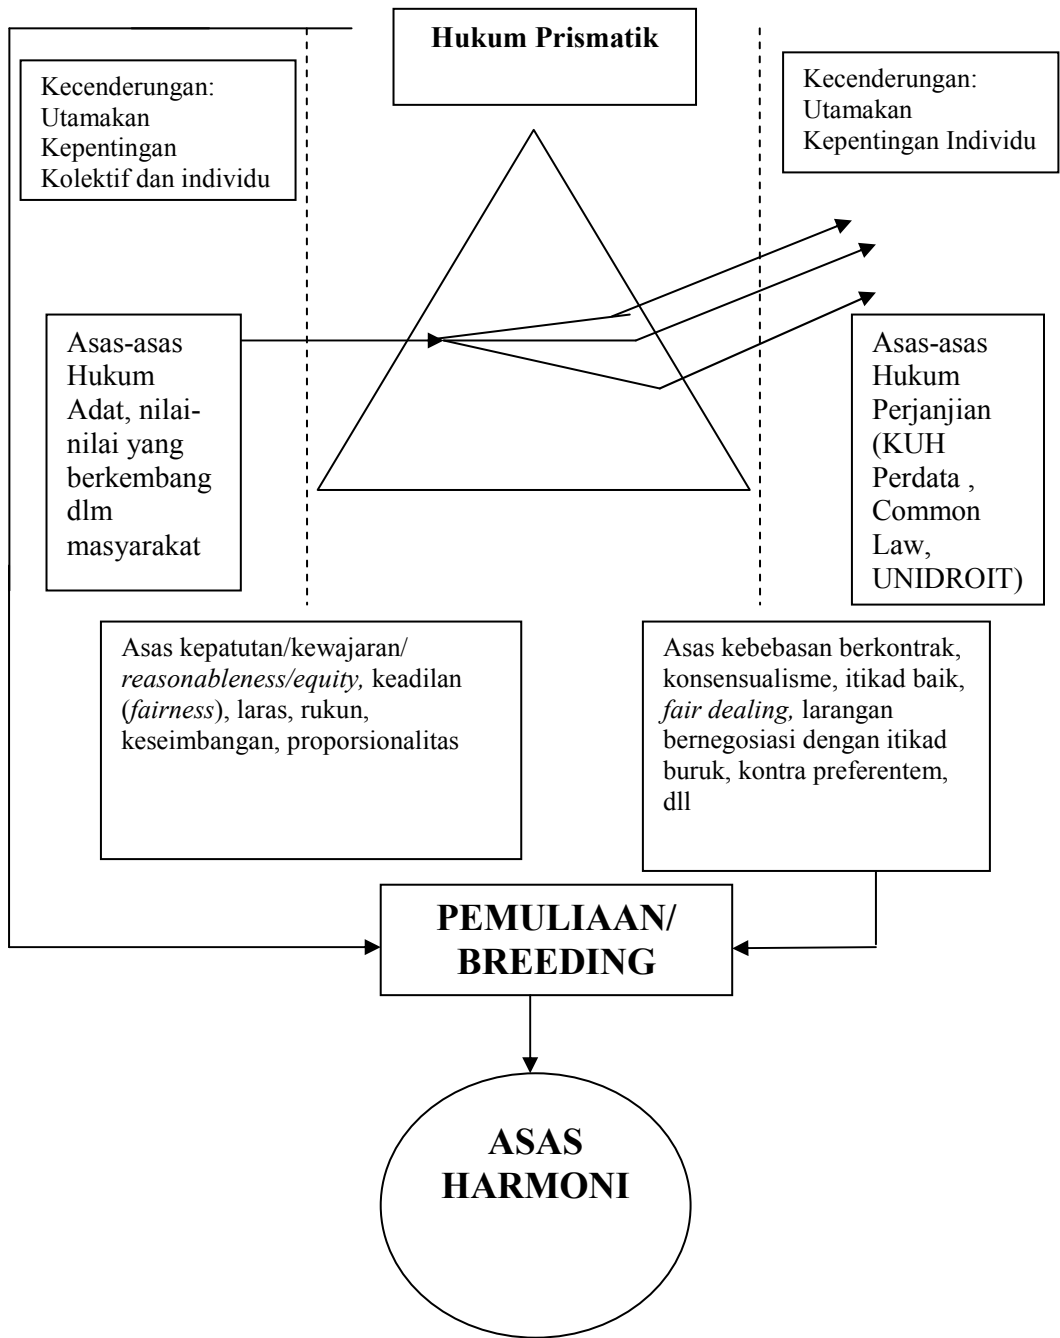 Hukum Prismatik
Kecenderungan:
Utamakan
Kepentingan
Kolektif dan individu
Kecenderungan:
Utamakan
Kepentingan Individu
Asas-asas
Hukum
Adat, nilai-
nilai yang
berkembang
dlm
masyarakat
Asas-asas
Hukum
Perjanjian
(KUH
Perdata ,
Common
Law,
UNIDROIT)
Asas kepatutan/kewajaran/
reasonableness/equity, keadilan
(fairness), laras, rukun,
keseimbangan, proporsionalitas
Asas kebebasan berkontrak,
konsensualisme, itikad baik,
fair dealing, larangan
bernegosiasi dengan itikad
buruk, kontra preferentem,
dll
PEMULIAAN/
BREEDING
ASAS
HARMONI